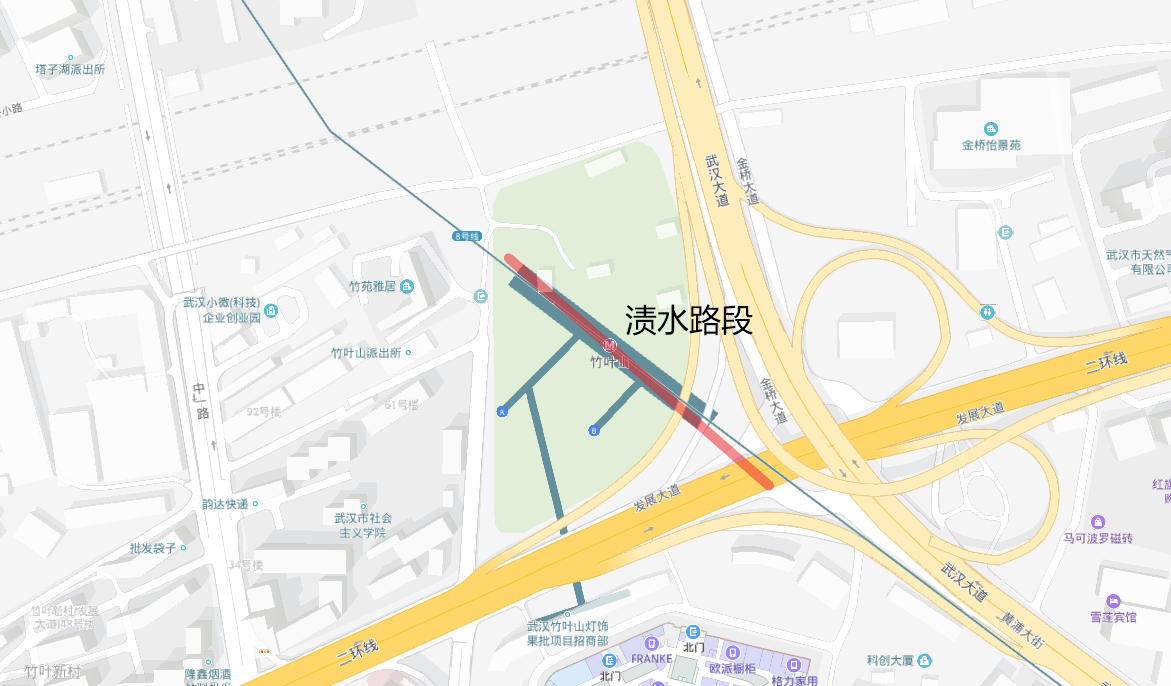 塔子湖派出所
小路
金桥怡景苑
武汉大道
金桥大道
8号线
武汉市天然气
有限公司
竹苑雅居
武汉小微(科技)
企业创业园
渍水路段
竹叶山派出所
竹叶山
二环线
中一路
92号楼
61号楼
A
B
金桥大道
发展大道
韵达快递
发展大道
武汉市社会
主义学院
批发袋子
34号楼
马可波罗磁砖
武汉大道
雪莲宾馆
黄浦大街
武汉竹叶山灯饰
果批项目招商部
二环线
北门
FRANKE
欧派橱柜
科创大厦
竹叶新村
隆鑫烟酒
北门
格力家用